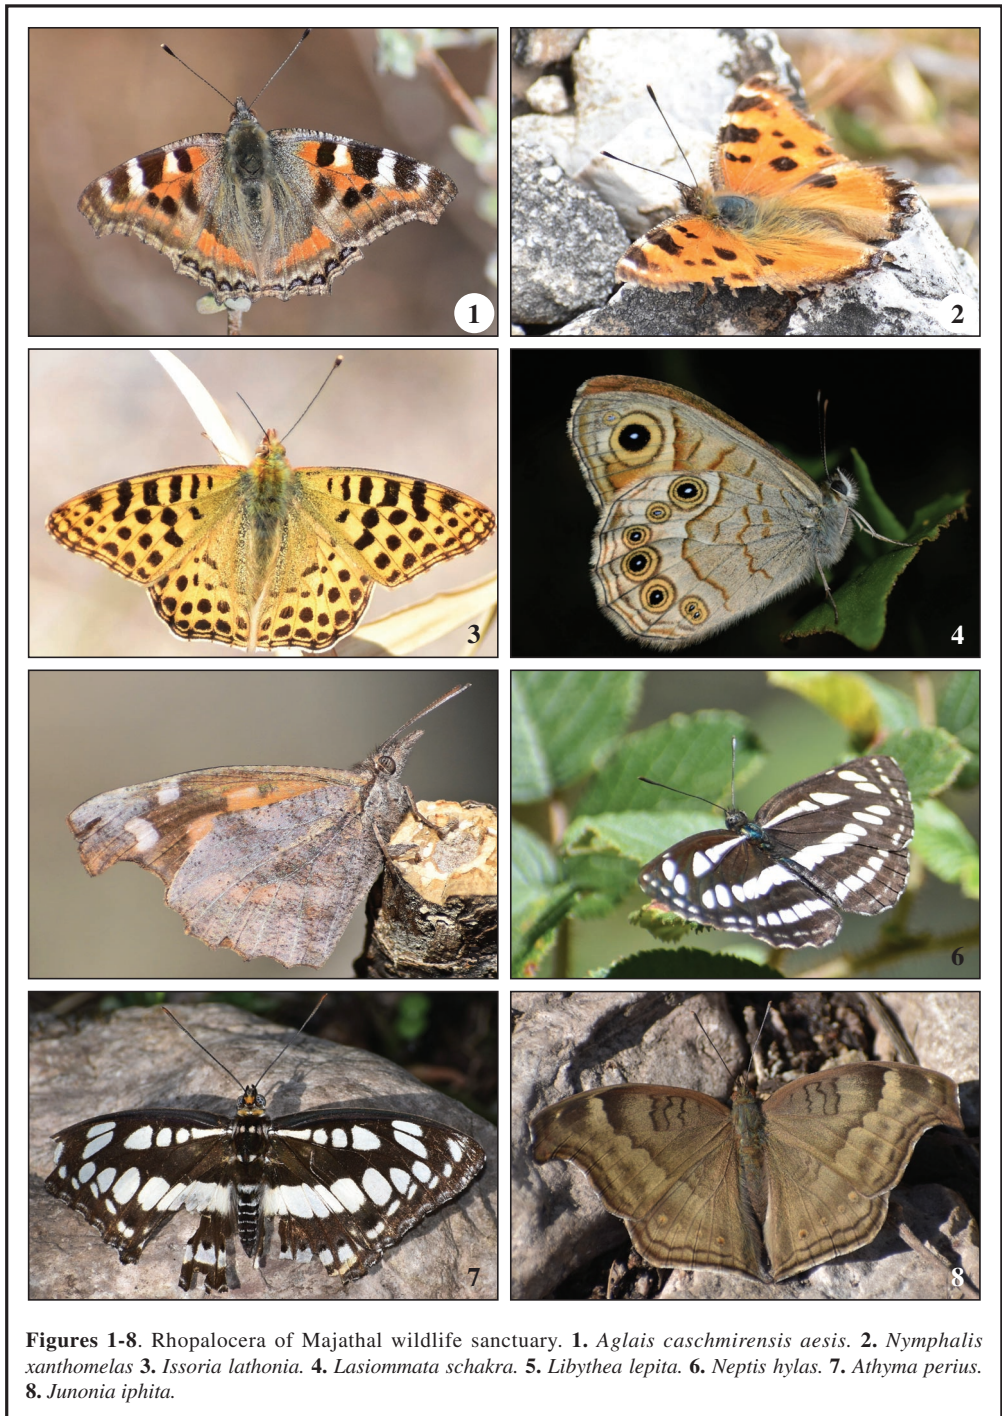 1
2
3
4
6
7
8
Figures 1-8. Rhopalocera of Majathal wildlife sanctuary. 1. Aglais caschmirensis aesis. 2. Nymphalis
xanthomelas 3. Issoria lathonia. 4. Lasiommata schakra. 5. Libythea lepita. 6. Neptis hylas. 7. Athyma perius.
8. Junonia iphita.